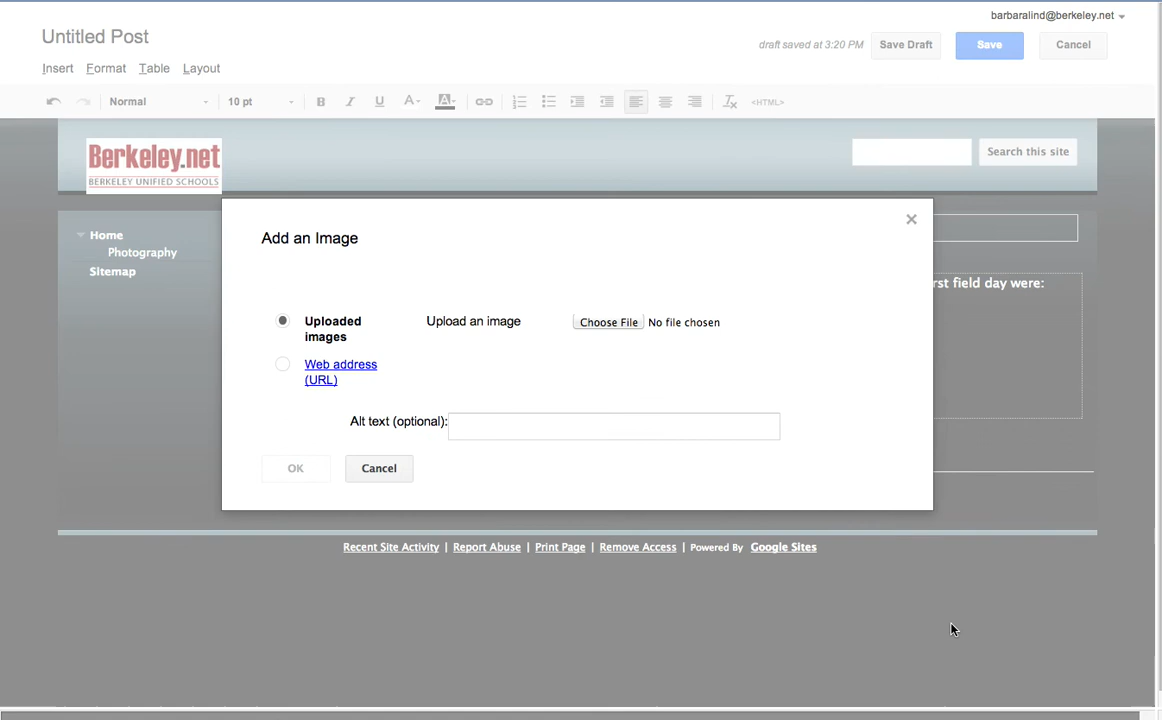 barbaralind@berkeley.net
Untitled Post
draft saved at 3:20 PM Save Draft Save Cancel
Insert Format Table Layout
Normal 10 pt B I U A A <HTML>
Berkeley.net
BERKELEY UNIFIED SCHOOLS
Search this site
Home
Photography
Sitemap
Add an Image
rst field day were:
Uploaded images
Upload an image Choose File No file chosen
Web address (URL)
Alt text (optional):
OK Cancel
Recent Site Activity | Report Abuse | Print Page | Remove Access | Powered By Google Sites